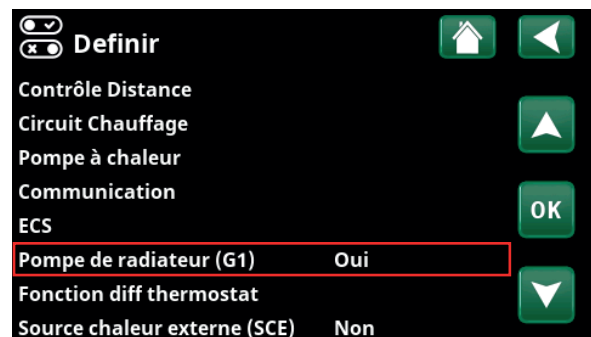 Definir
Contrôle Distance
Circuit Chauffage
Pompe à chaleur
Communication
ECS
OK
Pompe de radiateur (G1) Oui
Fonction diff thermostat
Source chaleur externe (SCE) Non